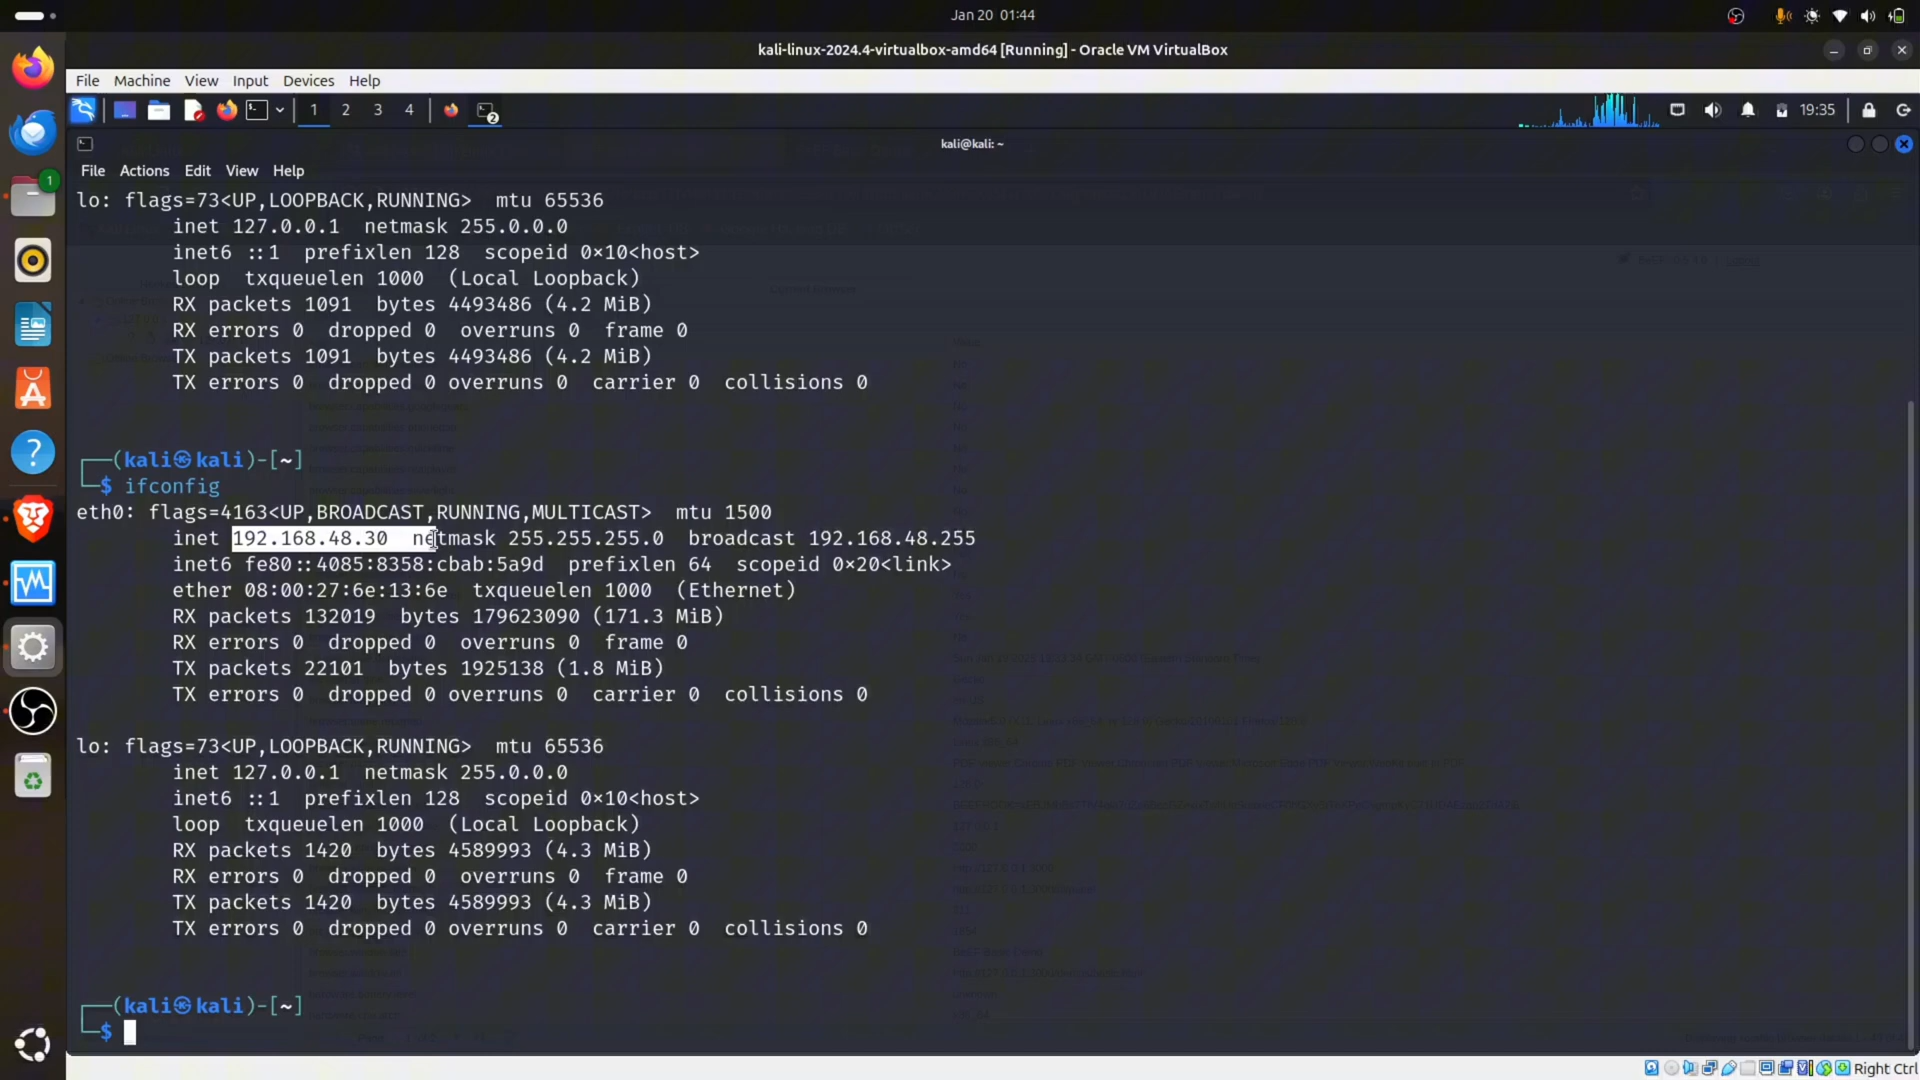 Jan 20 01:44
kali-linux-2024.4-virtualbox-amd64 [Running] - Oracle VM VirtualBox
File Machine View Input Devices Help
1 2 3 4 2 19:35
1
kali@kali: ~
File Actions Edit View Help
lo: flags=73<UP,LOOPBACK,RUNNING> mtu 65536
inet 127.0.0.1 netmask 255.0.0.0
inet6 ::1 prefixlen 128 scopeid 0×10<host>
loop txqueuelen 1000 (Local Loopback)
RX packets 1091 bytes 4493486 (4.2 MiB)
RX errors 0 dropped 0 overruns 0 frame 0
TX packets 1091 bytes 4493486 (4.2 MiB)
TX errors 0 dropped 0 overruns 0 carrier 0 collisions 0
┌──(kali㉿kali)-[~]
└─$ ifconfig
eth0: flags=4163<UP,BROADCAST,RUNNING,MULTICAST> mtu 1500
inet 192.168.48.30 netmask 255.255.255.0 broadcast 192.168.48.255
inet6 fe80::4085:8358:cbab:5a9d prefixlen 64 scopeid 0×20<link>
ether 08:00:27:6e:13:6e txqueuelen 1000 (Ethernet)
RX packets 132019 bytes 179623090 (171.3 MiB)
RX errors 0 dropped 0 overruns 0 frame 0
TX packets 22101 bytes 1925138 (1.8 MiB)
TX errors 0 dropped 0 overruns 0 carrier 0 collisions 0
lo: flags=73<UP,LOOPBACK,RUNNING> mtu 65536
inet 127.0.0.1 netmask 255.0.0.0
inet6 ::1 prefixlen 128 scopeid 0×10<host>
loop txqueuelen 1000 (Local Loopback)
RX packets 1420 bytes 4589993 (4.3 MiB)
RX errors 0 dropped 0 overruns 0 frame 0
TX packets 1420 bytes 4589993 (4.3 MiB)
TX errors 0 dropped 0 overruns 0 carrier 0 collisions 0
┌──(kali㉿kali)-[~]
└─$
Right Ctrl